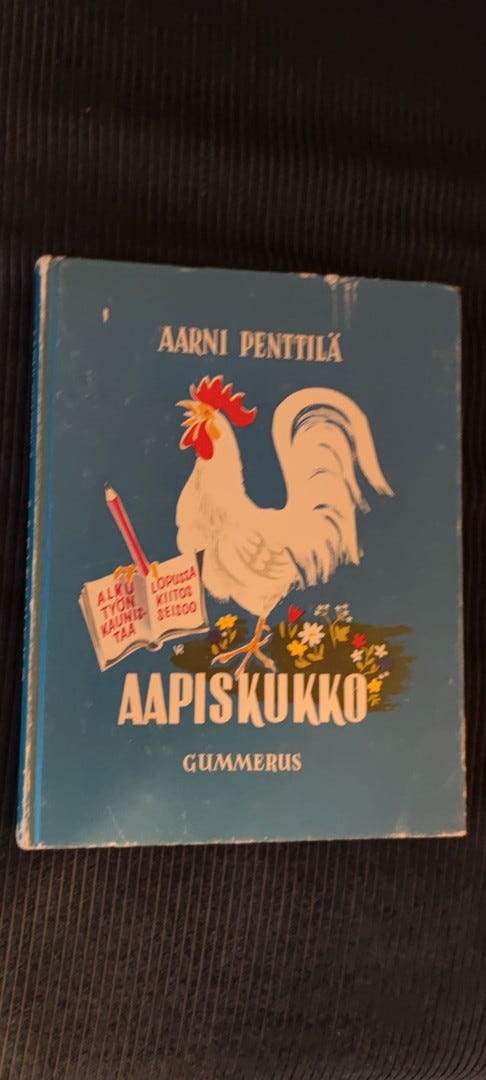 AARNI PENTTILÄ
ALKU
TYÖN
KAUNIS-
TAA
LOPUSSA
KIITOS
SEISOO
AAPISKUKKO
GUMMERUS